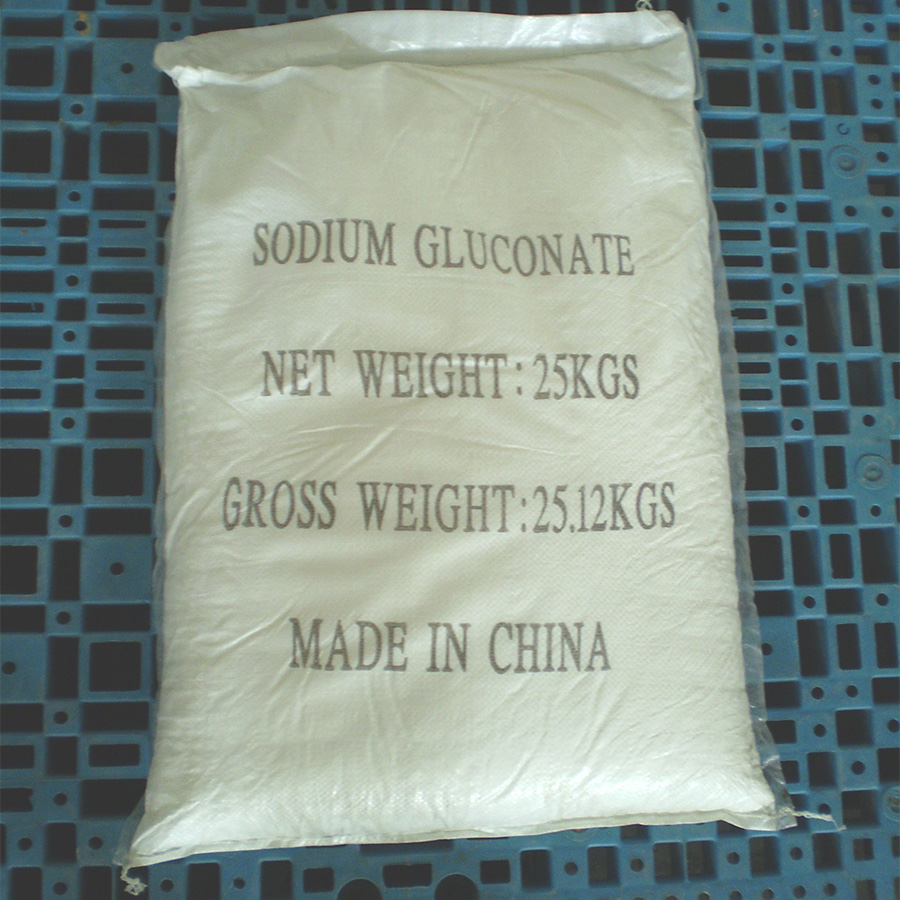 SODIUM GLUCONATE
NET WEIGHT: 25KGS
GROSS WEIGHT:25.12KGS
MADE IN CHINA